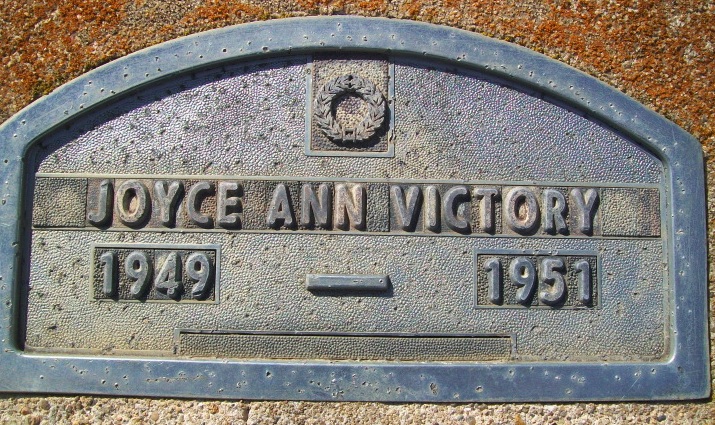 JOYCE ANN VICTORY
1949 — 1951